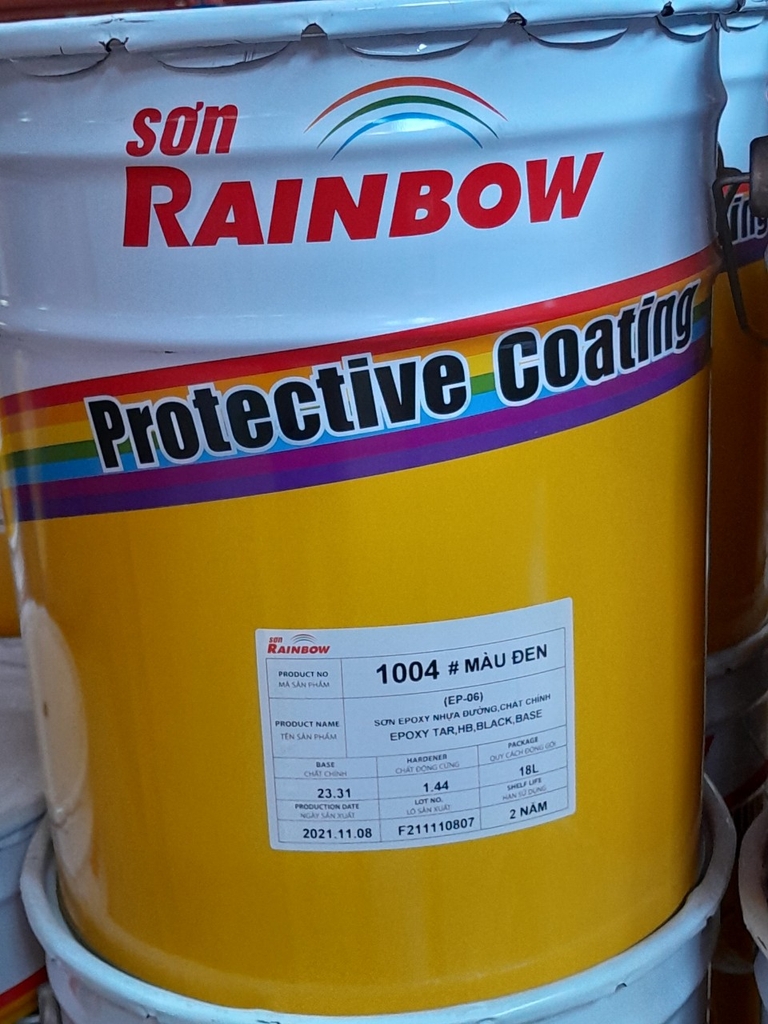 sơn
RAINBOW
Protective Coating
sơn
RAINBOW
PRODUCT NO
MÃ SẢN PHẨM
1004 # MÀU ĐEN
PRODUCT NAME
TÊN SẢN PHẨM
(EP-06)
SƠN EPOXY NHỰA ĐƯỜNG,CHẤT CHÍNH
EPOXY TAR,HB,BLACK,BASE
BASE
CHẤT CHÍNH
HARDENER
CHẤT ĐÔNG CỨNG
PACKAGE
QUY CÁCH ĐÓNG GÓI
23.31
1.44
18L
PRODUCTION DATE
NGÀY SẢN XUẤT
LOT NO.
LÔ SẢN XUẤT
SHELF LIFE
HẠN SỬ DỤNG
2021.11.08
F211110807
2 NĂM
ing